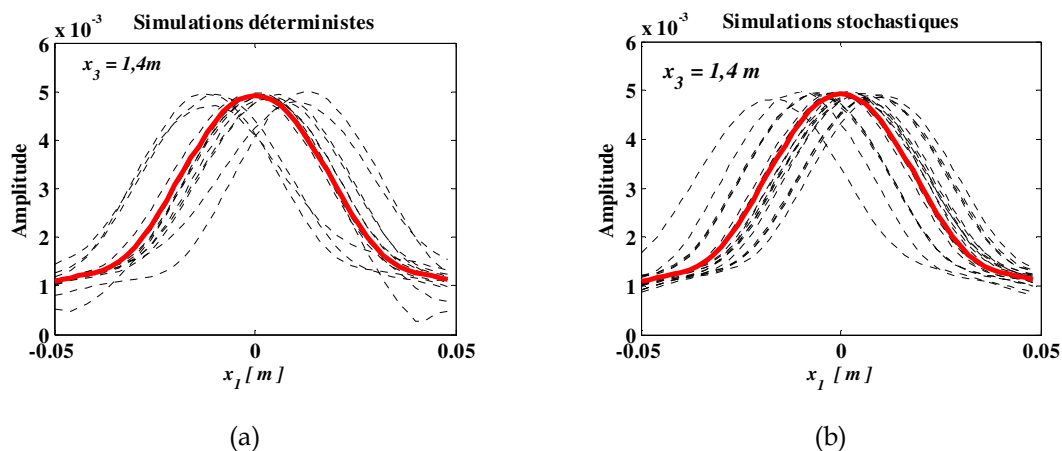 Simulations déterministes
x 10⁻³
6
x₃ = 1,4m
5
4
3
2
1
0
Amplitude
-0.05
0
0.05
x₁ [ m ]
(a)
Simulations stochastiques
x 10⁻³
6
x₃ = 1,4 m
5
4
3
2
1
0
Amplitude
-0.05
0
0.05
x₁ [ m ]
(b)